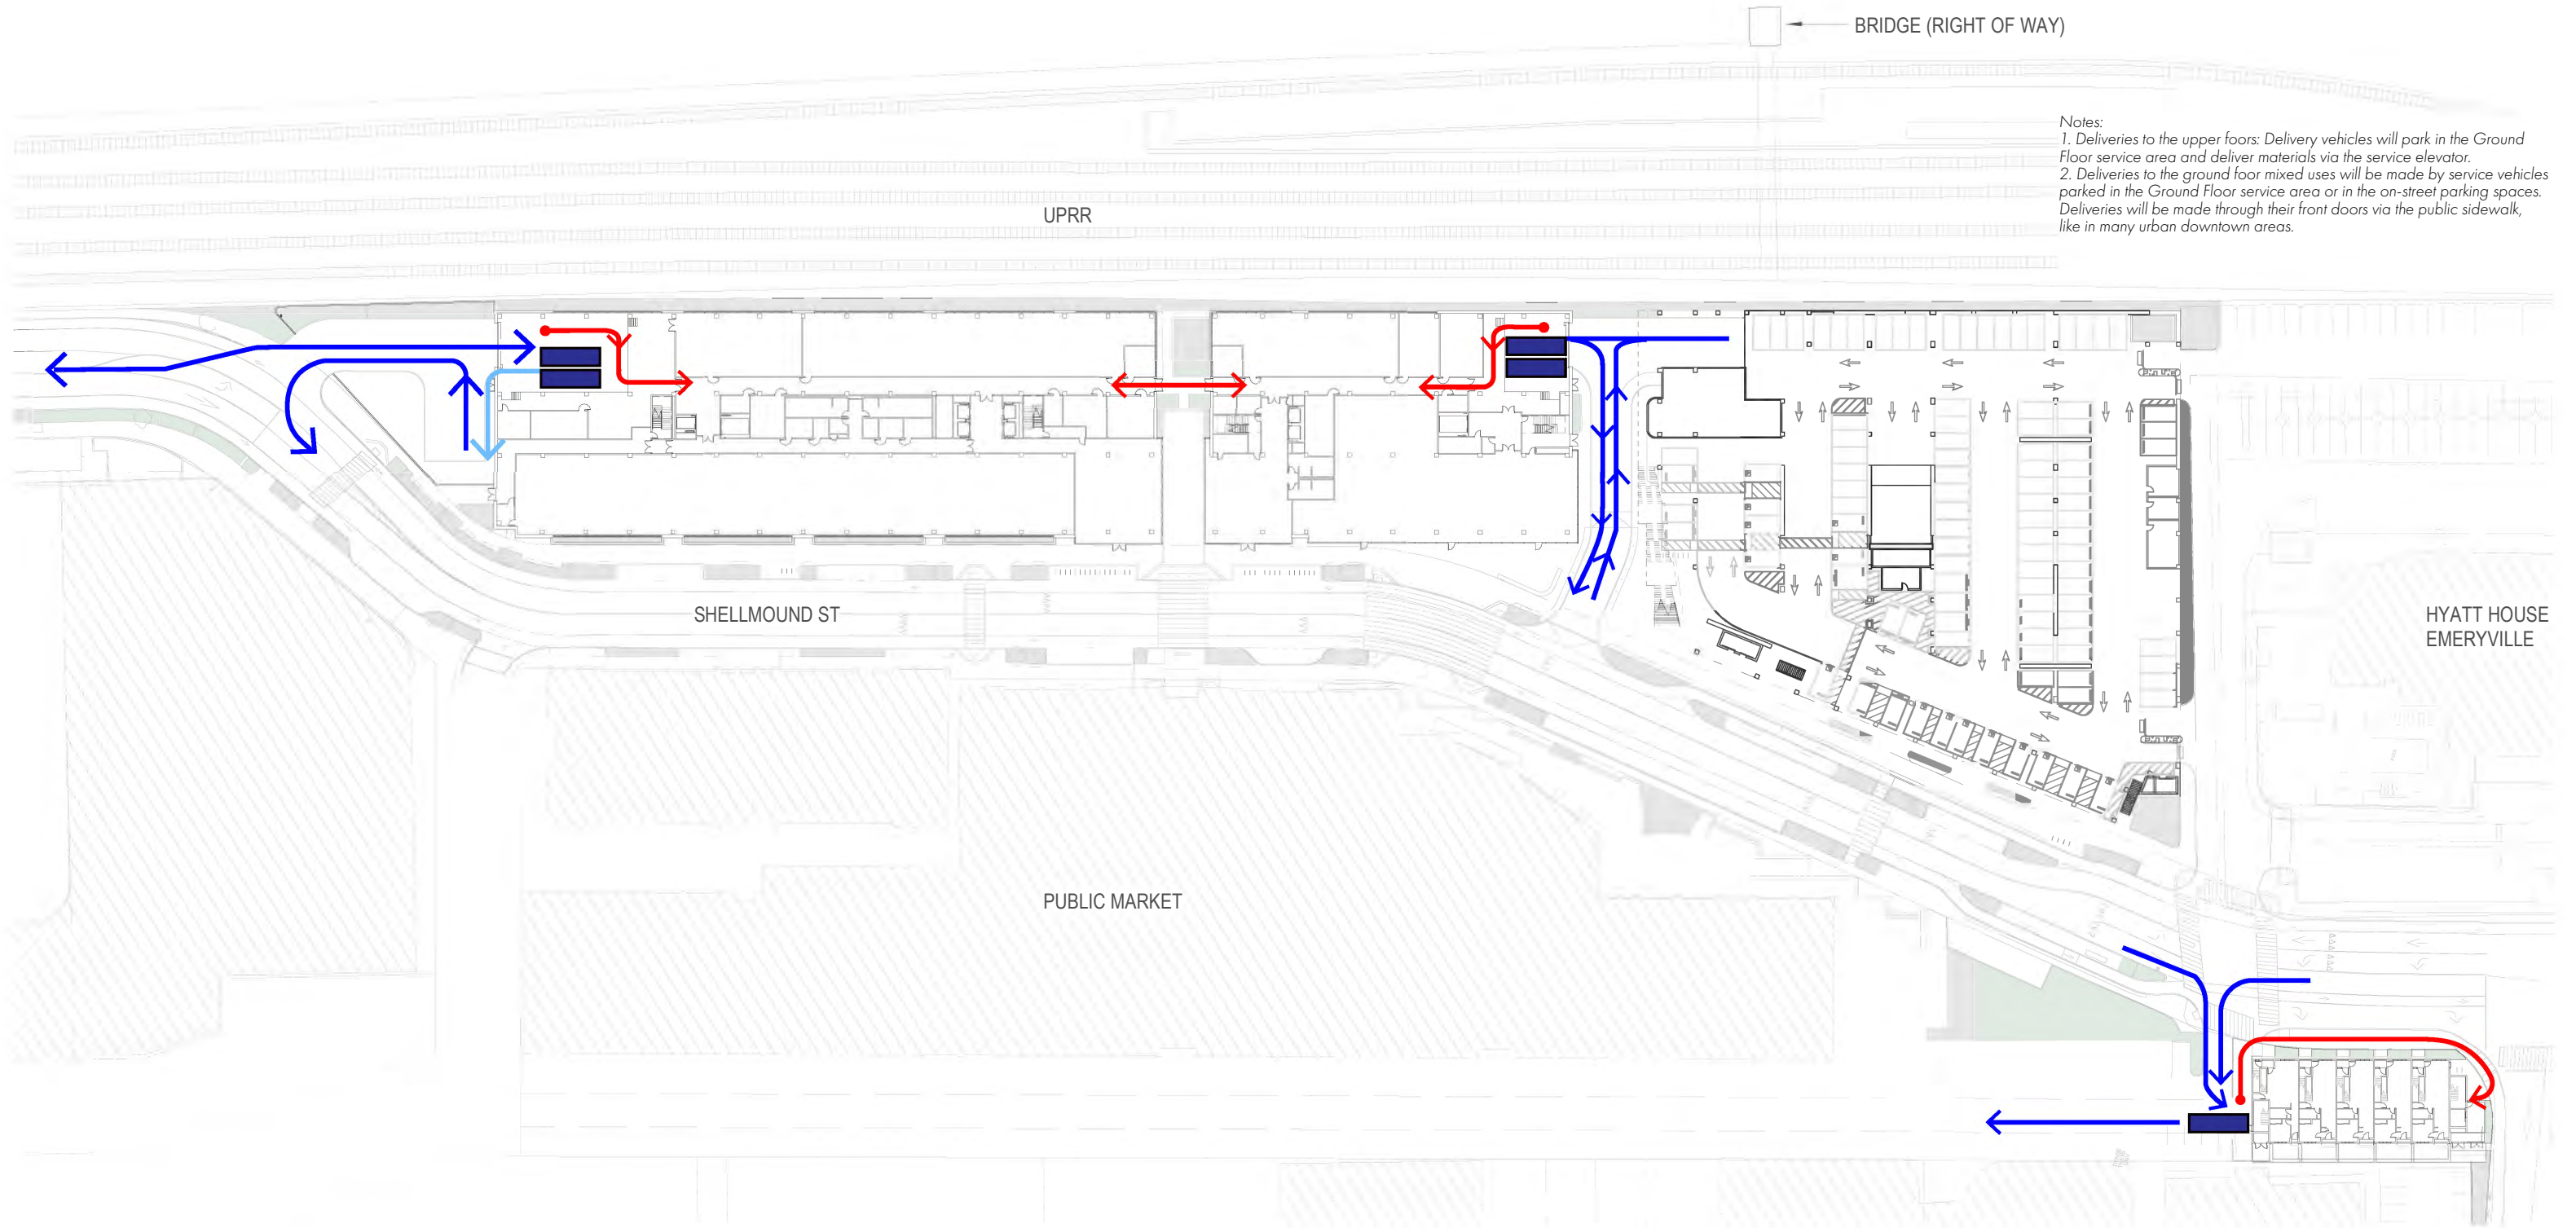 BRIDGE (RIGHT OF WAY)
Notes:
1. Deliveries to the upper foors: Delivery vehicles will park in the Ground
Floor service area and deliver materials via the service elevator.
2. Deliveries to the ground foor mixed uses will be made by service vehicles
parked in the Ground Floor service area or in the on-street parking spaces.
Deliveries will be made through their front doors via the public sidewalk,
like in many urban downtown areas.
UPRR
SHELLMOUND ST
HYATT HOUSE
EMERYVILLE
PUBLIC MARKET